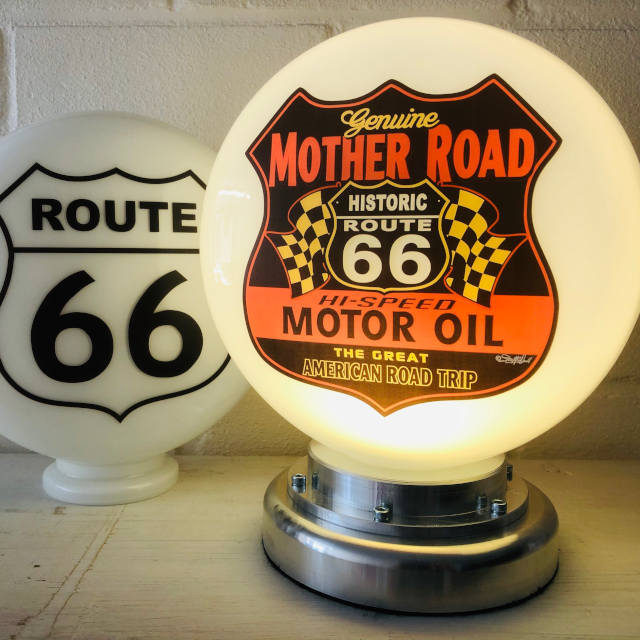 ROUTE
66
Genuine
MOTHER ROAD
HISTORIC
ROUTE
66
HI-SPEED
MOTOR OIL
THE GREAT
AMERICAN ROAD TRIP